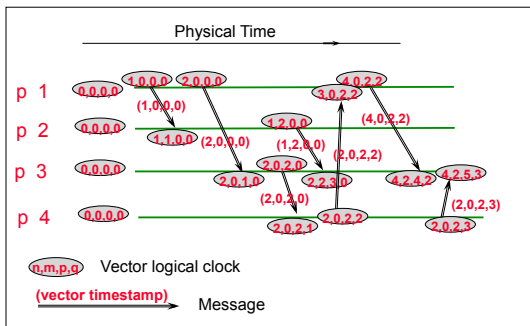 Physical Time
1,0,0,0 2,0,0,0 4,0,2,2
p 1 0,0,0,0 3,0,2,2
(1,0,0,0) (4,0,2,2)
p 2 0,0,0,0 1,2,0,0
1,1,0,0 (2,0,0,0) (1,2,0,0) (2,0,2,2)
p 3 0,0,0,0 2,0,2,0
2,0,1,0 2,2,3,0 4,2,4,2 4,2,5,3
(2,0,2,0) (2,0,2,3)
p 4 0,0,0,0 2,0,2,1 2,0,2,2 2,0,2,3
n,m,p,q Vector logical clock
(vector timestamp)
Message